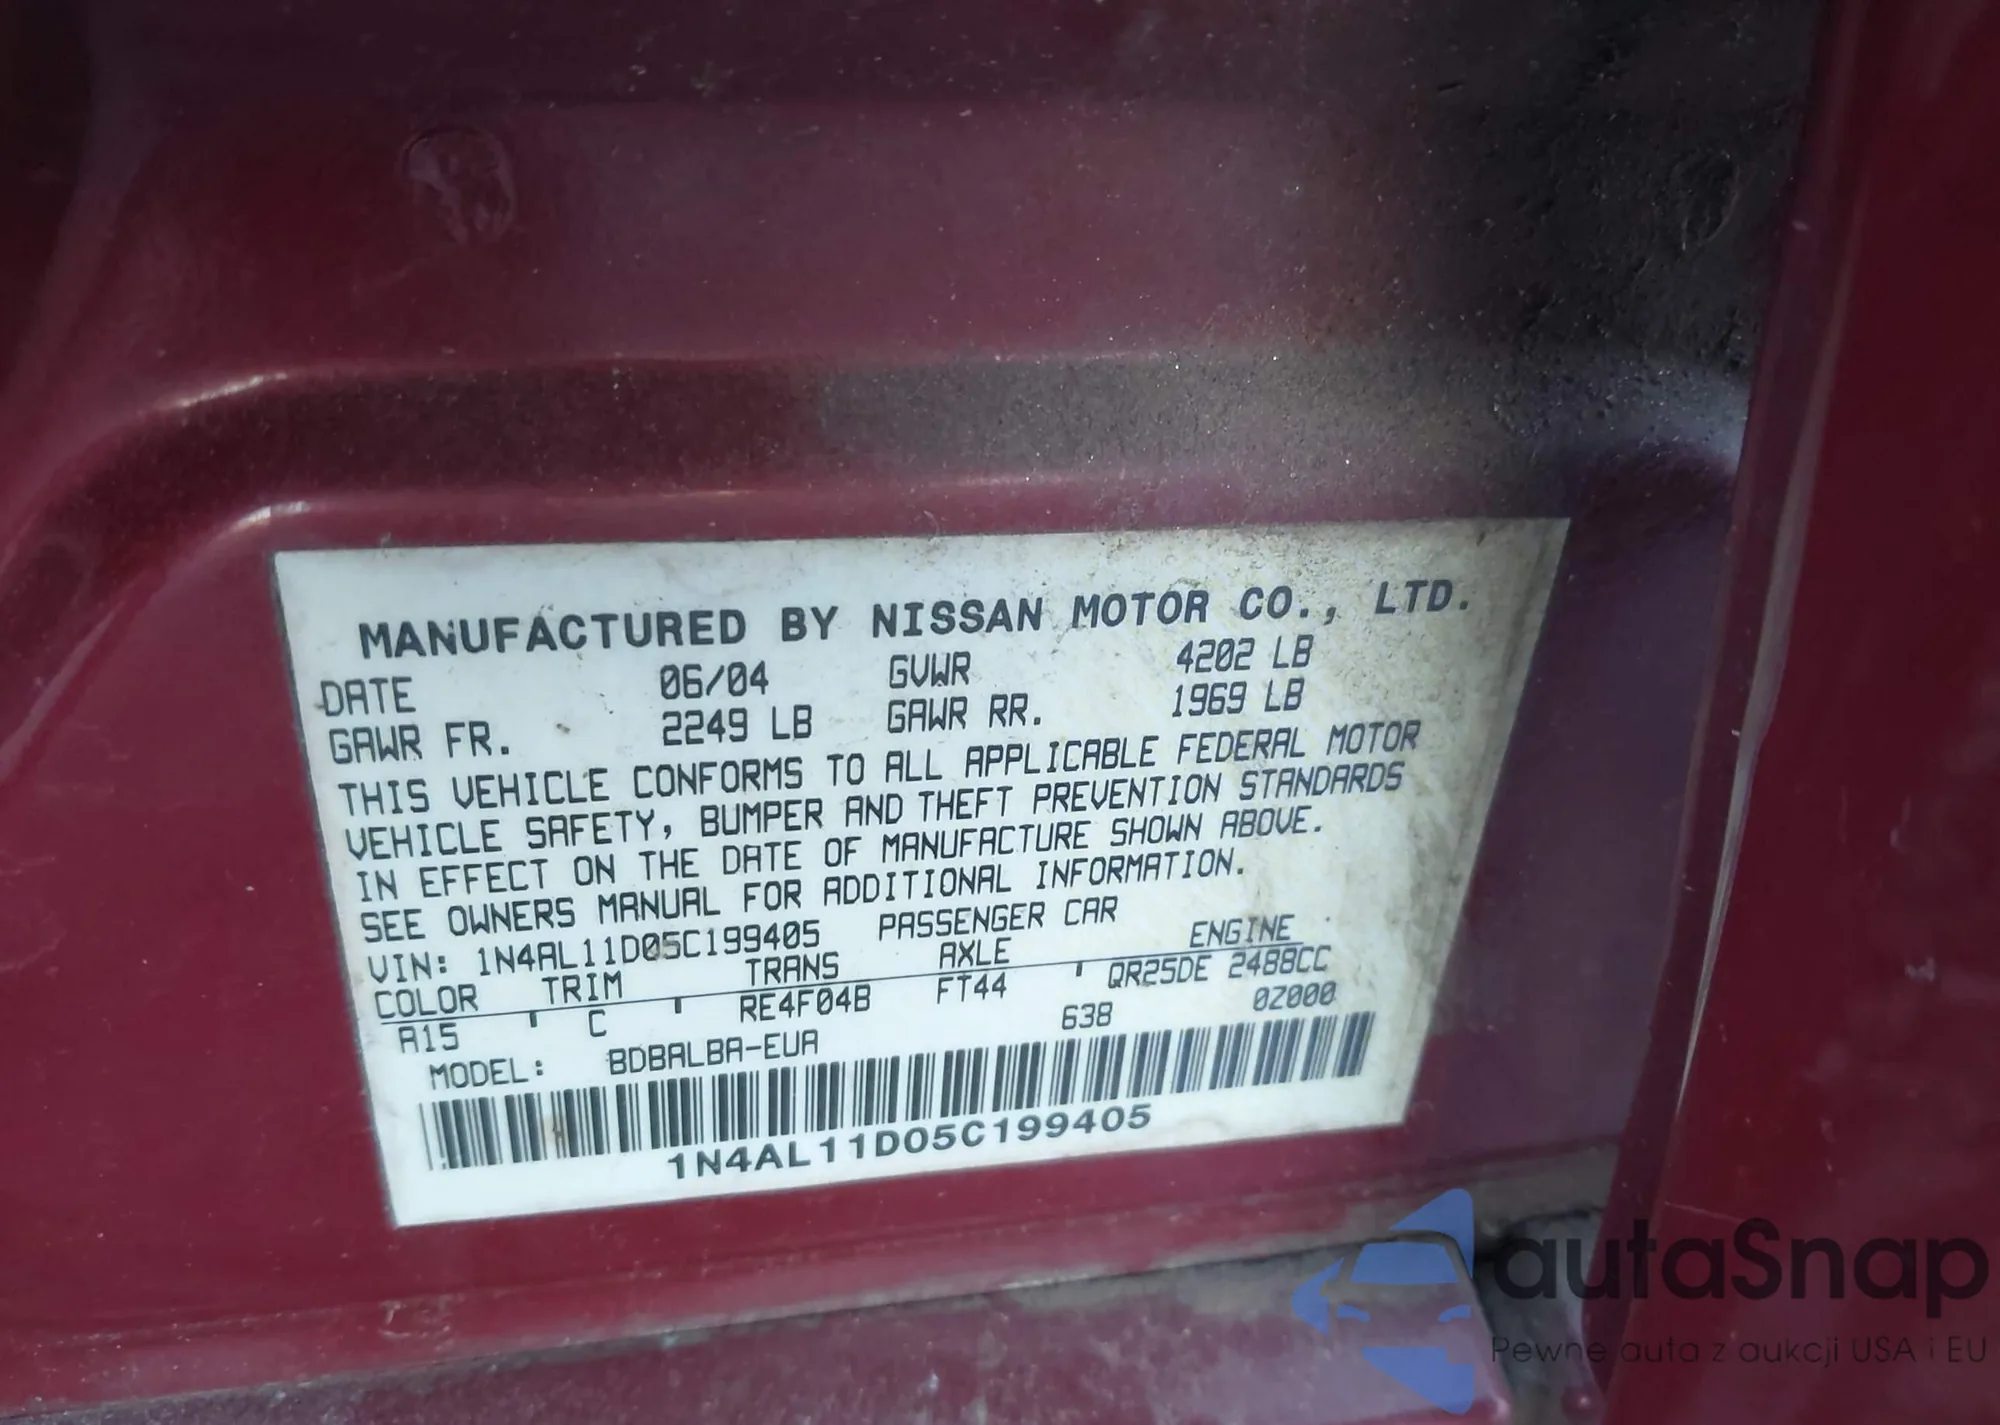 MANUFACTURED BY NISSAN MOTOR CO., LTD.
DATE 06/04 GVWR 4202 LB
GAWR FR. 2249 LB GAWR RR. 1969 LB
THIS VEHICLE CONFORMS TO ALL APPLICABLE FEDERAL MOTOR
VEHICLE SAFETY, BUMPER AND THEFT PREVENTION STANDARDS
IN EFFECT ON THE DATE OF MANUFACTURE SHOWN ABOVE.
SEE OWNERS MANUAL FOR ADDITIONAL INFORMATION.
VIN: 1N4AL11D05C199405 PASSENGER CAR
COLOR TRIM TRANS AXLE ENGINE
A15 C RE4F04B FT44 QR25DE 2488CC
MODEL: BDBALBA-EUA 638 0Z000
1N4AL11D05C199405
autaSnap
Pewne auta z aukcji USA i EU